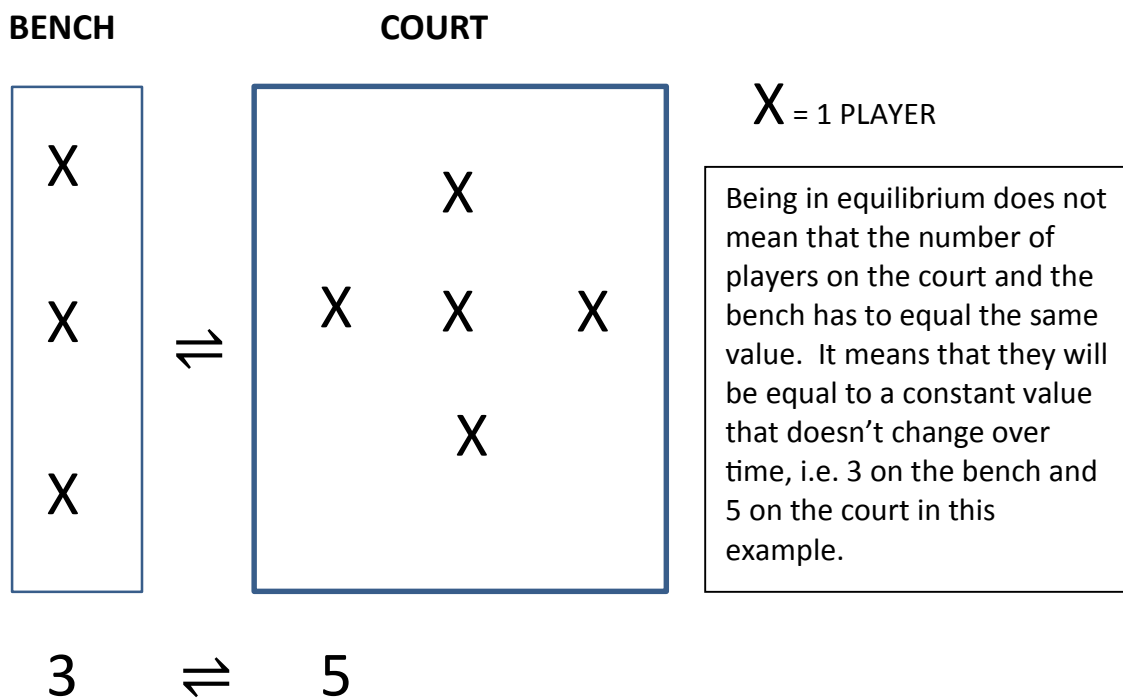 BENCH COURT
X = 1 PLAYER
X
X
X
X
X X X
X
⇌
Being in equilibrium does not
mean that the number of
players on the court and the
bench has to equal the same
value. It means that they will
be equal to a constant value
that doesn’t change over
time, i.e. 3 on the bench and
5 on the court in this
example.
3 ⇌ 5